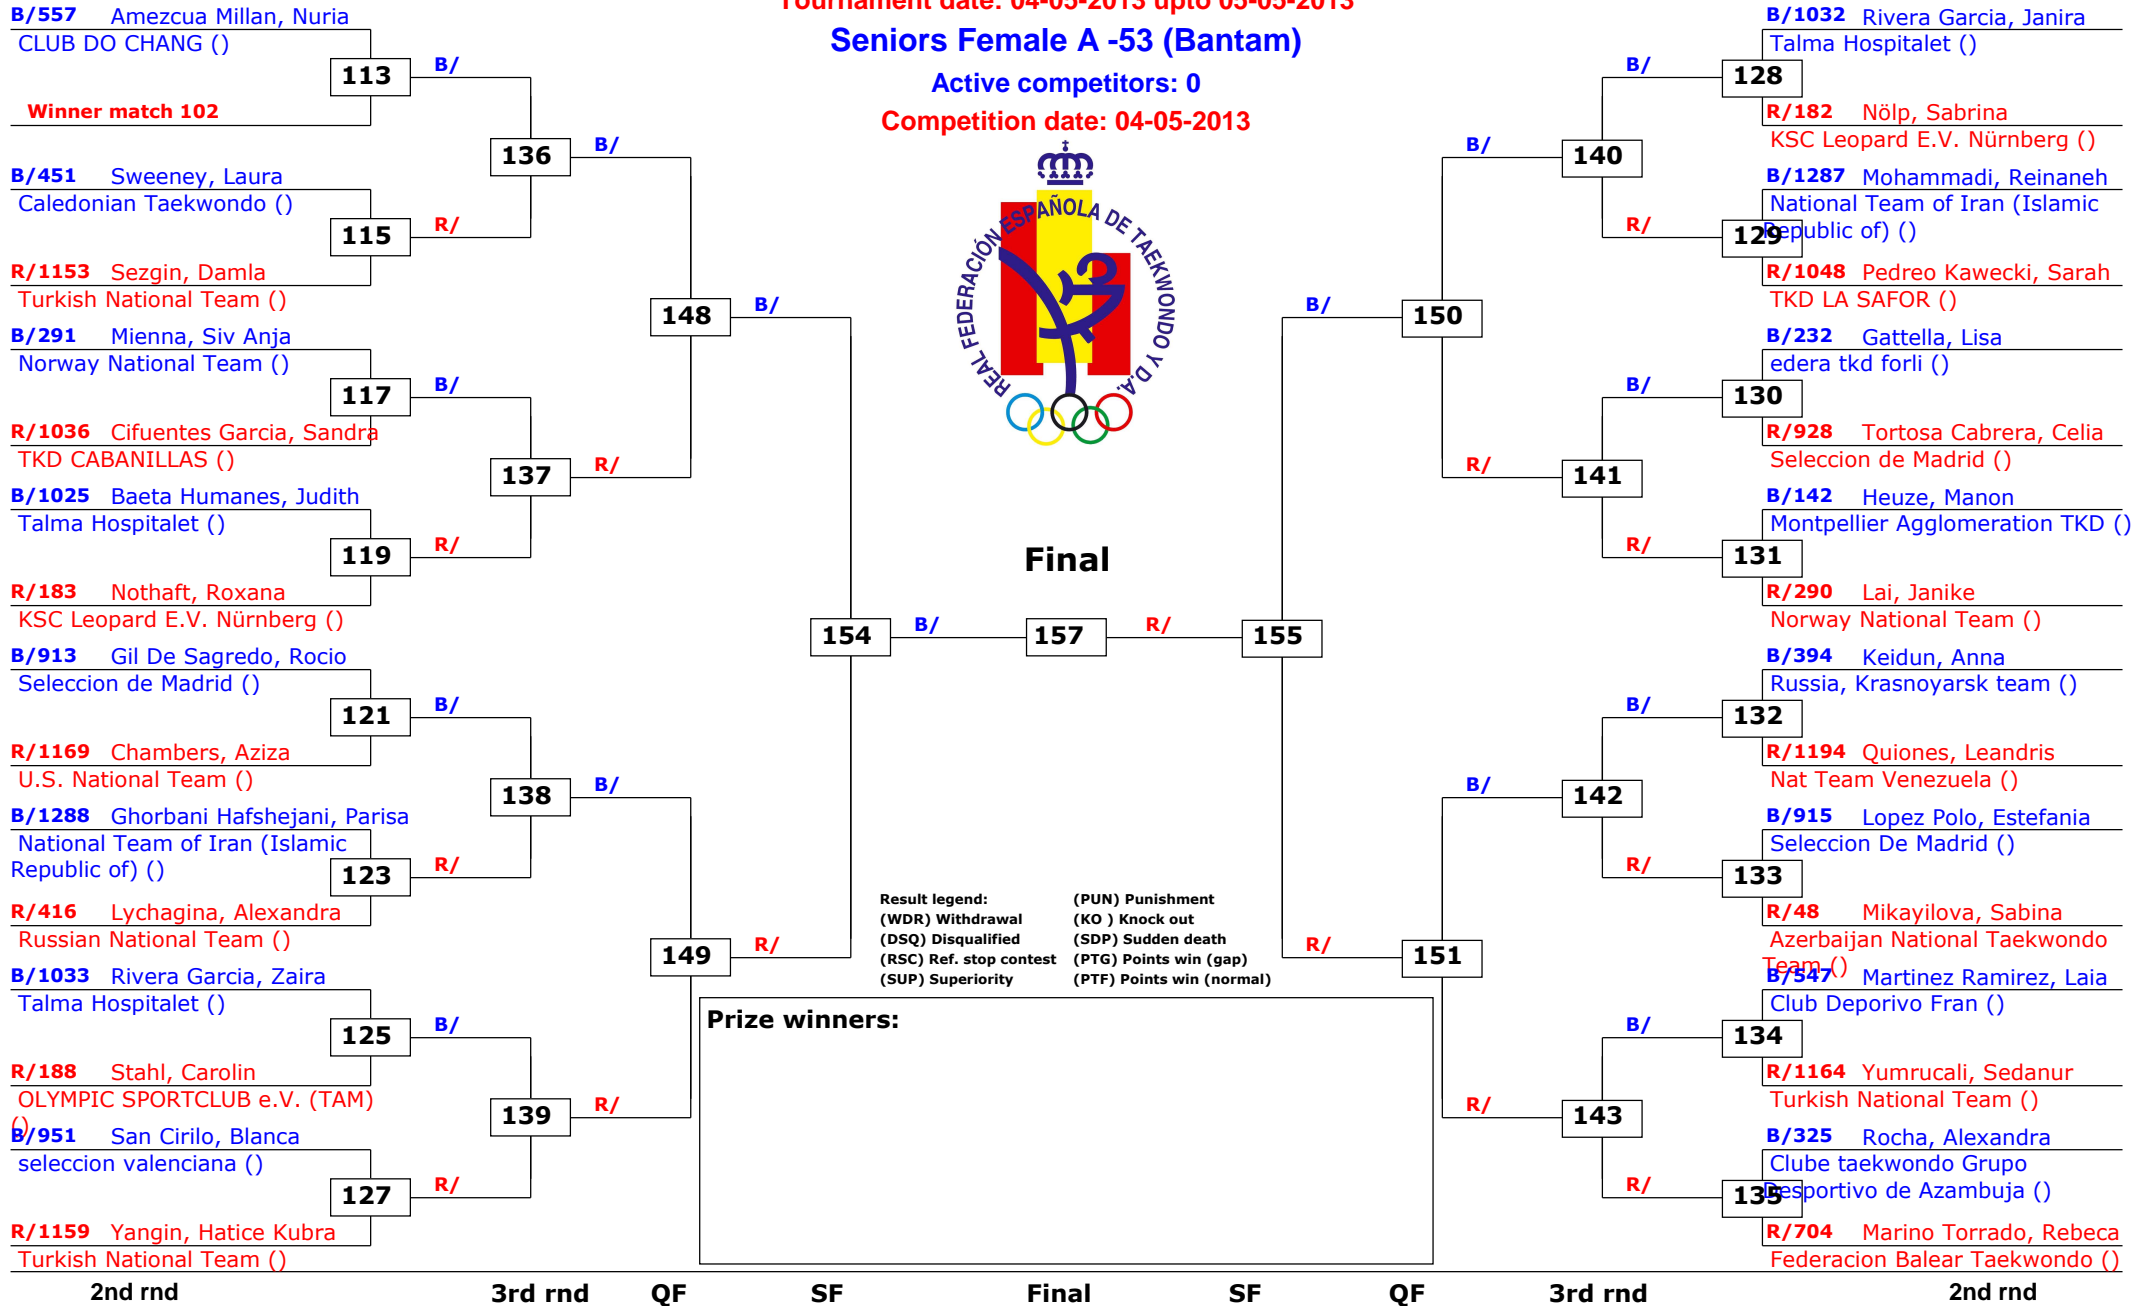 Tournament date: 04-05-2013 upto 05-05-2013
Seniors Female A -53 (Bantam)
Active competitors: 0
Competition date: 04-05-2013
REAL FEDERACIÓN ESPAÑOLA DE TAEKWONDO Y D.A.
B/557 Amezcua Millan, Nuria
CLUB DO CHANG ()
113
B/
Winner match 102
136
B/
B/451 Sweeney, Laura
Caledonian Taekwondo ()
115
R/
R/1153 Sezgin, Damla
Turkish National Team ()
148
B/
B/291 Mienna, Siv Anja
Norway National Team ()
117
B/
R/1036 Cifuentes Garcia, Sandra
TKD CABANILLAS ()
137
R/
B/1025 Baeta Humanes, Judith
Talma Hospitalet ()
119
R/
R/183 Nothaft, Roxana
KSC Leopard E.V. Nürnberg ()
154
B/
B/913 Gil De Sagredo, Rocio
Seleccion de Madrid ()
121
B/
R/1169 Chambers, Aziza
U.S. National Team ()
138
B/
B/1288 Ghorbani Hafshejani, Parisa
National Team of Iran (Islamic
Republic of) ()
123
R/
R/416 Lychagina, Alexandra
Russian National Team ()
149
R/
B/1033 Rivera Garcia, Zaira
Talma Hospitalet ()
125
B/
R/188 Stahl, Carolin
OLYMPIC SPORTCLUB e.V. (TAM)
()
139
R/
B/951 San Cirilo, Blanca
seleccion valenciana ()
127
R/
R/1159 Yangin, Hatice Kubra
Turkish National Team ()
Final
157
R/
155
B/1032 Rivera Garcia, Janira
Talma Hospitalet ()
B/
128
R/182 Nölp, Sabrina
KSC Leopard E.V. Nürnberg ()
B/
140
B/1287 Mohammadi, Reinaneh
National Team of Iran (Islamic
Republic of) ()
R/
129
R/1048 Pedreo Kawecki, Sarah
TKD LA SAFOR ()
B/
150
B/232 Gattella, Lisa
edera tkd forli ()
B/
130
R/928 Tortosa Cabrera, Celia
Seleccion de Madrid ()
R/
141
B/142 Heuze, Manon
Montpellier Agglomeration TKD ()
R/
131
R/290 Lai, Janike
Norway National Team ()
B/394 Keidun, Anna
Russia, Krasnoyarsk team ()
B/
132
R/1194 Quiones, Leandris
Nat Team Venezuela ()
B/
142
B/915 Lopez Polo, Estefania
Seleccion De Madrid ()
R/
133
R/48 Mikayilova, Sabina
Azerbaijan National Taekwondo
Team ()
R/
151
B/547 Martinez Ramirez, Laia
Club Deporivo Fran ()
B/
134
R/1164 Yumrucali, Sedanur
Turkish National Team ()
R/
143
B/325 Rocha, Alexandra
Clube taekwondo Grupo
Desportivo de Azambuja ()
R/
135
R/704 Marino Torrado, Rebeca
Federacion Balear Taekwondo ()
Result legend: (PUN) Punishment
(WDR) Withdrawal (KO ) Knock out
(DSQ) Disqualified (SDP) Sudden death
(RSC) Ref. stop contest (PTG) Points win (gap)
(SUP) Superiority (PTF) Points win (normal)
Prize winners:
2nd rnd 3rd rnd QF SF Final SF QF 3rd rnd 2nd rnd